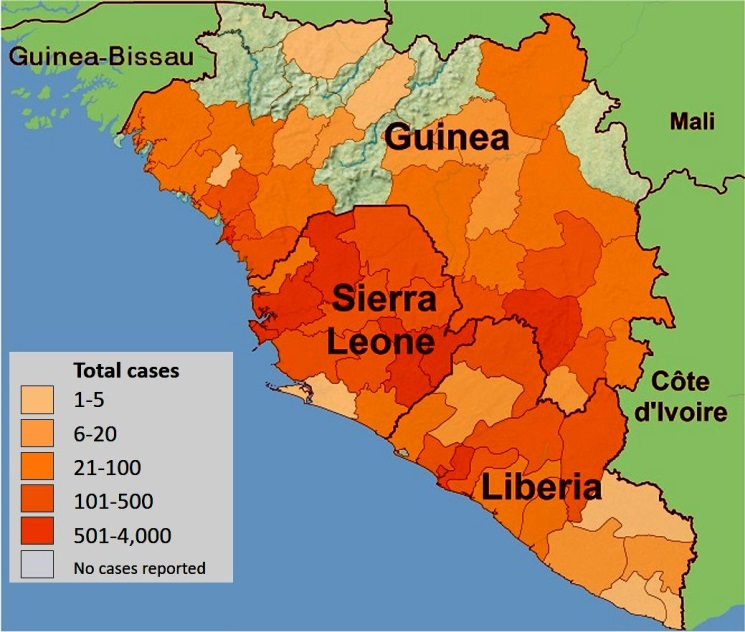 Guinea-Bissau
Mali
Guinea
Sierra
Leone
Côte
d'Ivoire
Liberia
Total cases
1-5
6-20
21-100
101-500
501-4,000
No cases reported